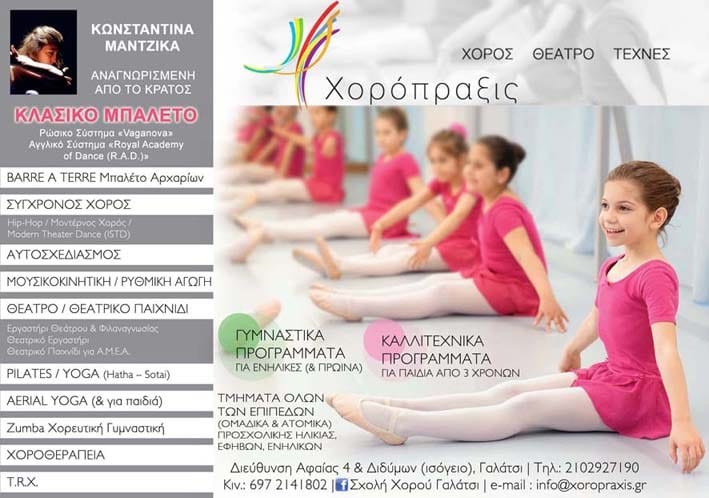 ΚΩΝΣΤΑΝΤΙΝΑ
ΜΑΝΤΖΙΚΑ
ΑΝΑΓΝΩΡΙΣΜΕΝΗ
ΑΠΟ ΤΟ ΚΡΑΤΟΣ
ΚΛΑΣΙΚΟ ΜΠΑΛΕΤΟ
Ρώσικο Σύστημα «Vaganova»
Αγγλικό Σύστημα «Royal Academy
of Dance (R.A.D.)»
BARRE A TERRE Μπαλέτο Αρχαρίων
ΣΥΓΧΡΟΝΟΣ ΧΟΡΟΣ
Hip-Hop / Μοντέρνος Χορός /
Modern Theater Dance (ISTD)
ΑΥΤΟΣΧΕΔΙΑΣΜΟΣ
ΜΟΥΣΙΚΟΚΙΝΗΤΙΚΗ / ΡΥΘΜΙΚΗ ΑΓΩΓΗ
ΘΕΑΤΡΟ / ΘΕΑΤΡΙΚΟ ΠΑΙΧΝΙΔΙ
Εργαστήρι Θεάτρου & Φιλαναγνωσίας
Θεατρικό Εργαστήρι
Θεατρικό Παιχνίδι για Α.Μ.Ε.Α.
PILATES / YOGA (Hatha – Sotai)
AERIAL YOGA (& για παιδιά)
Zumba Χορευτική Γυμναστική
ΧΟΡΟΘΕΡΑΠΕΙΑ
T.R.X.
ΧΟΡΟΣ ΘΕΑΤΡΟ ΤΕΧΝΕΣ
Χορόπραξις
ΓΥΜΝΑΣΤΙΚΑ
ΠΡΟΓΡΑΜΜΑΤΑ
ΓΙΑ ΕΝΗΛΙΚΕΣ (& ΠΡΩΙΝΑ)
ΚΑΛΛΙΤΕΧΝΙΚΑ
ΠΡΟΓΡΑΜΜΑΤΑ
ΓΙΑ ΠΑΙΔΙΑ ΑΠΟ 3 ΧΡΟΝΩΝ
ΤΜΗΜΑΤΑ ΟΛΩΝ
ΤΩΝ ΕΠΙΠΕΔΩΝ
(ΟΜΑΔΙΚΑ & ΑΤΟΜΙΚΑ)
ΠΡΟΣΧΟΛΙΚΗΣ ΗΛΙΚΙΑΣ,
ΕΦΗΒΩΝ, ΕΝΗΛΙΚΩΝ
Διεύθυνση Αφαίας 4 & Διδύμων (ισόγειο), Γαλάτσι | Τηλ.: 2102927190
Κιν.: 697 2141802 | f Σχολή Χορού Γαλάτσι | e-mail : info@xoropraxis.gr